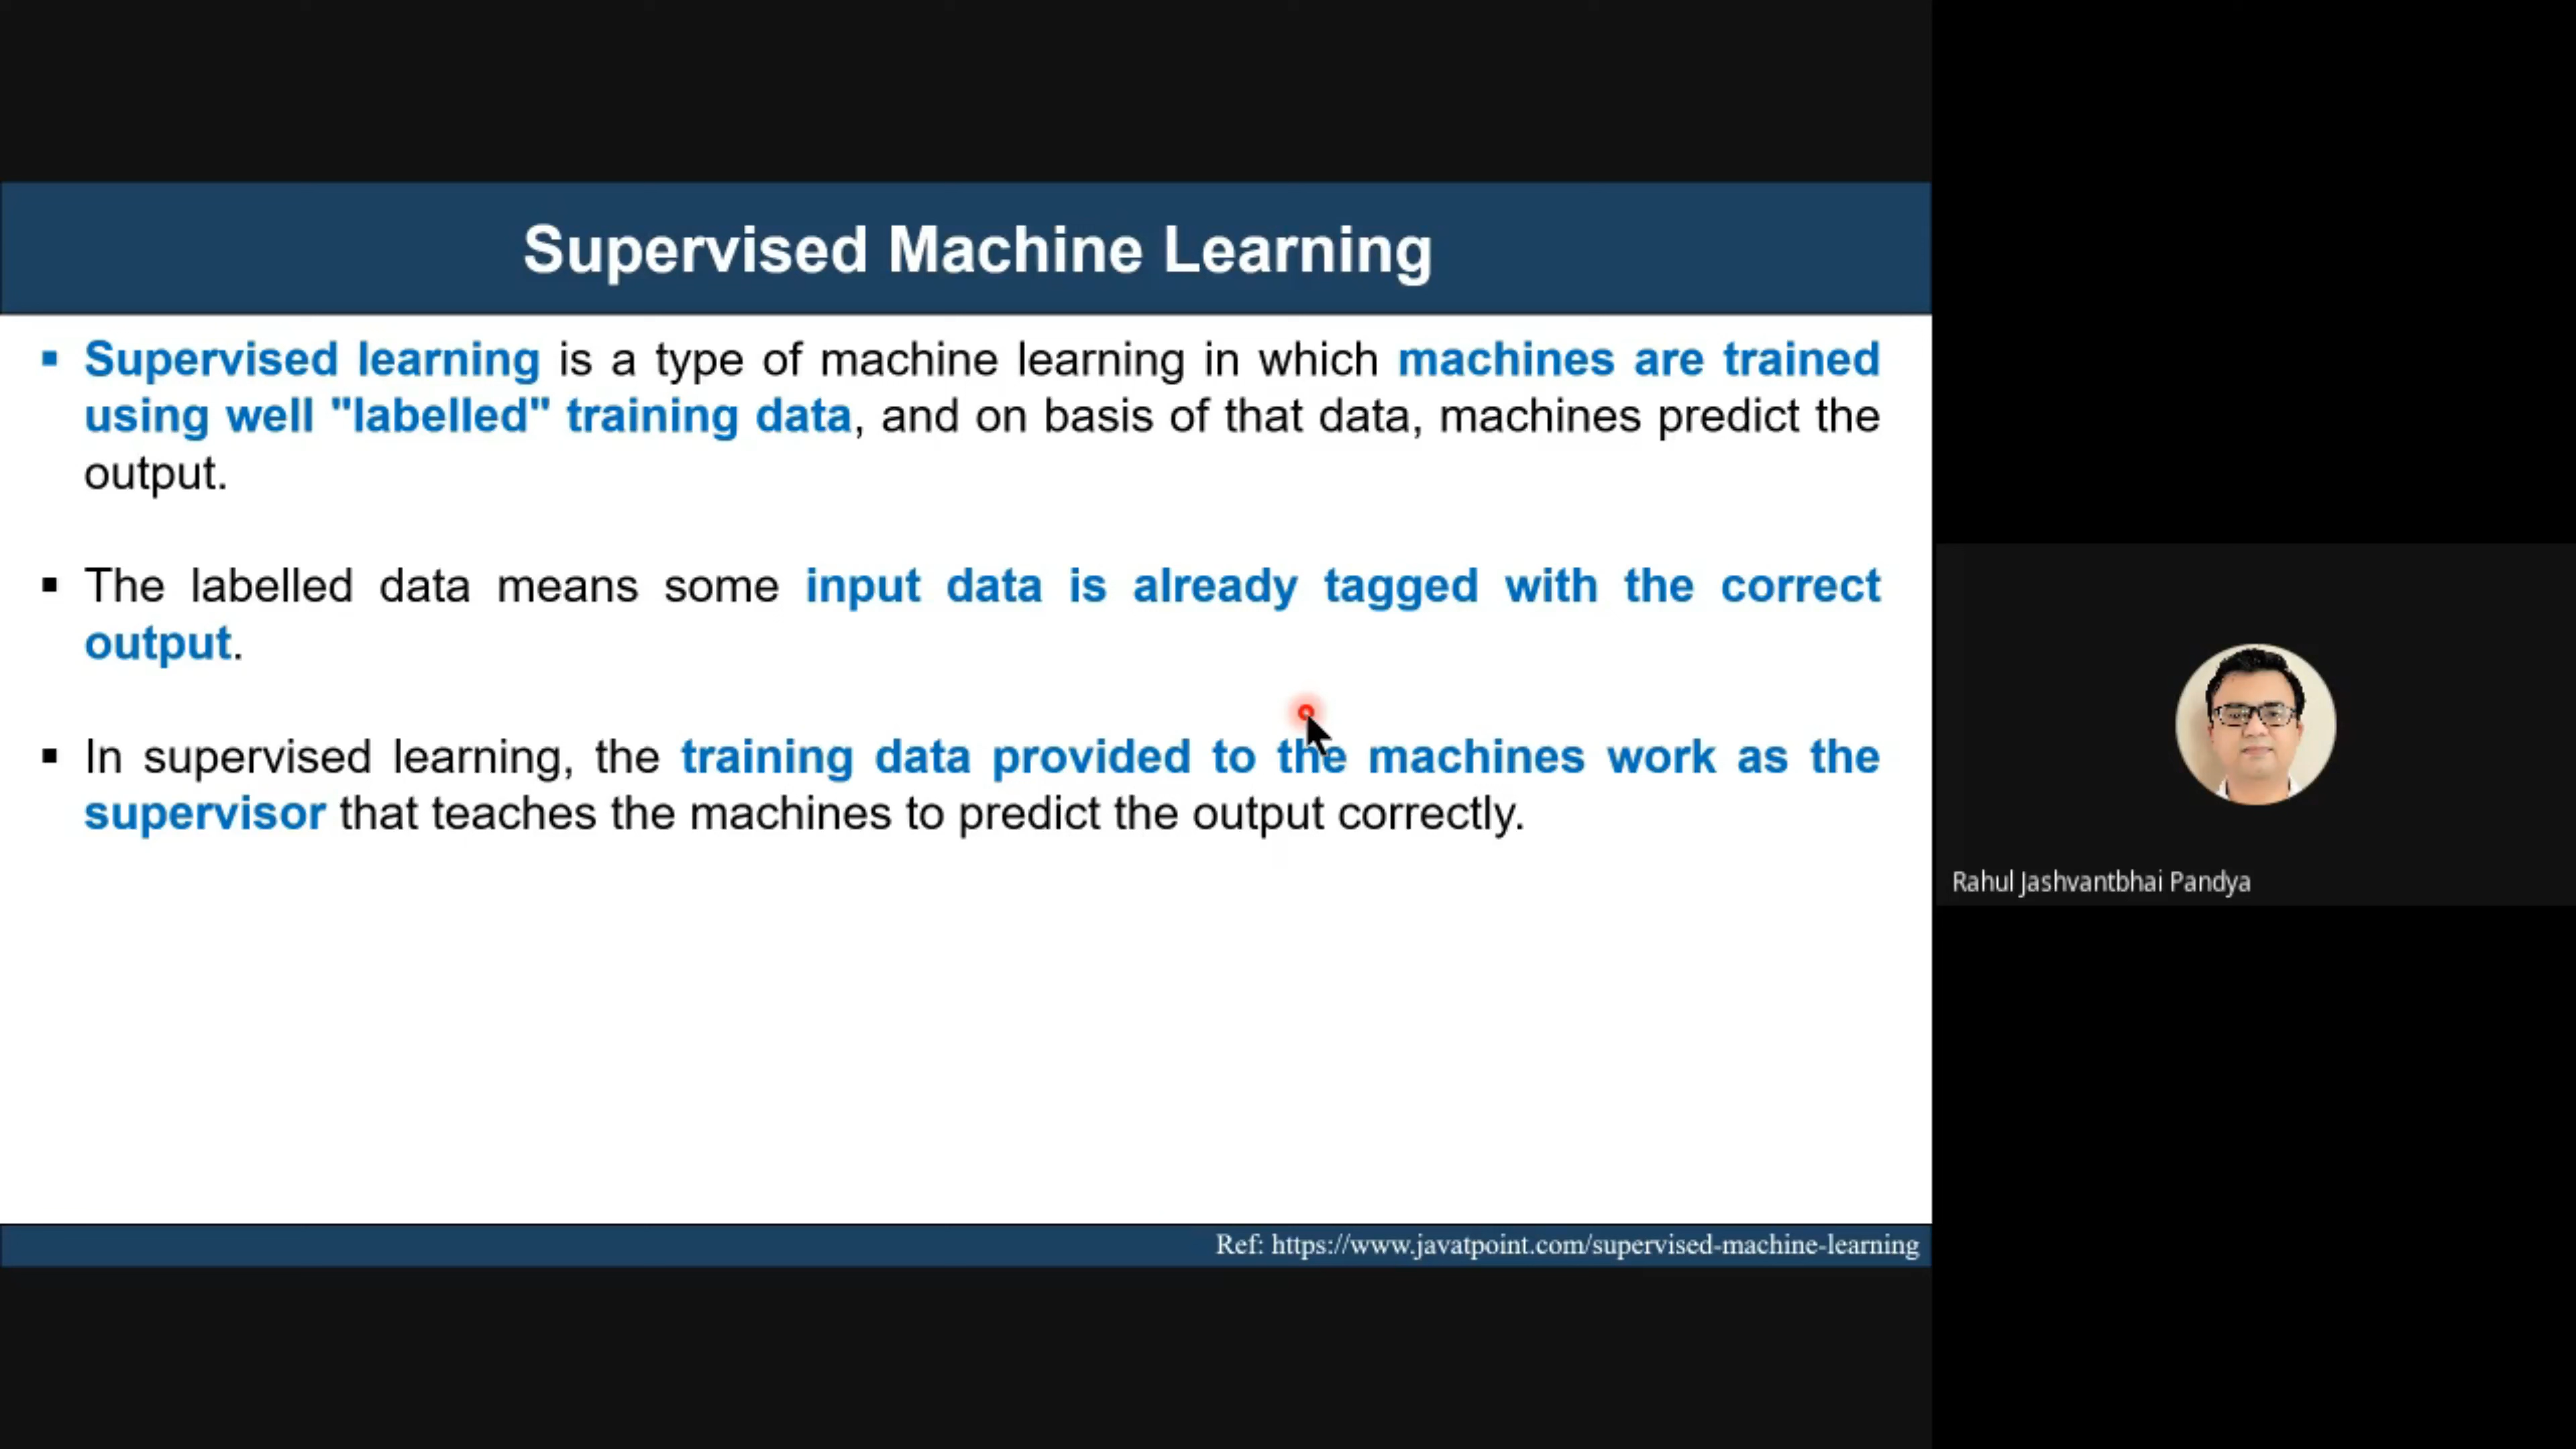 Supervised Machine Learning
▪ Supervised learning is a type of machine learning in which machines are trained
using well "labelled" training data, and on basis of that data, machines predict the
output.
▪ The labelled data means some input data is already tagged with the correct
output.
▪ In supervised learning, the training data provided to the machines work as the
supervisor that teaches the machines to predict the output correctly.
Ref: https://www.javatpoint.com/supervised-machine-learning
Rahul Jashvantbhai Pandya